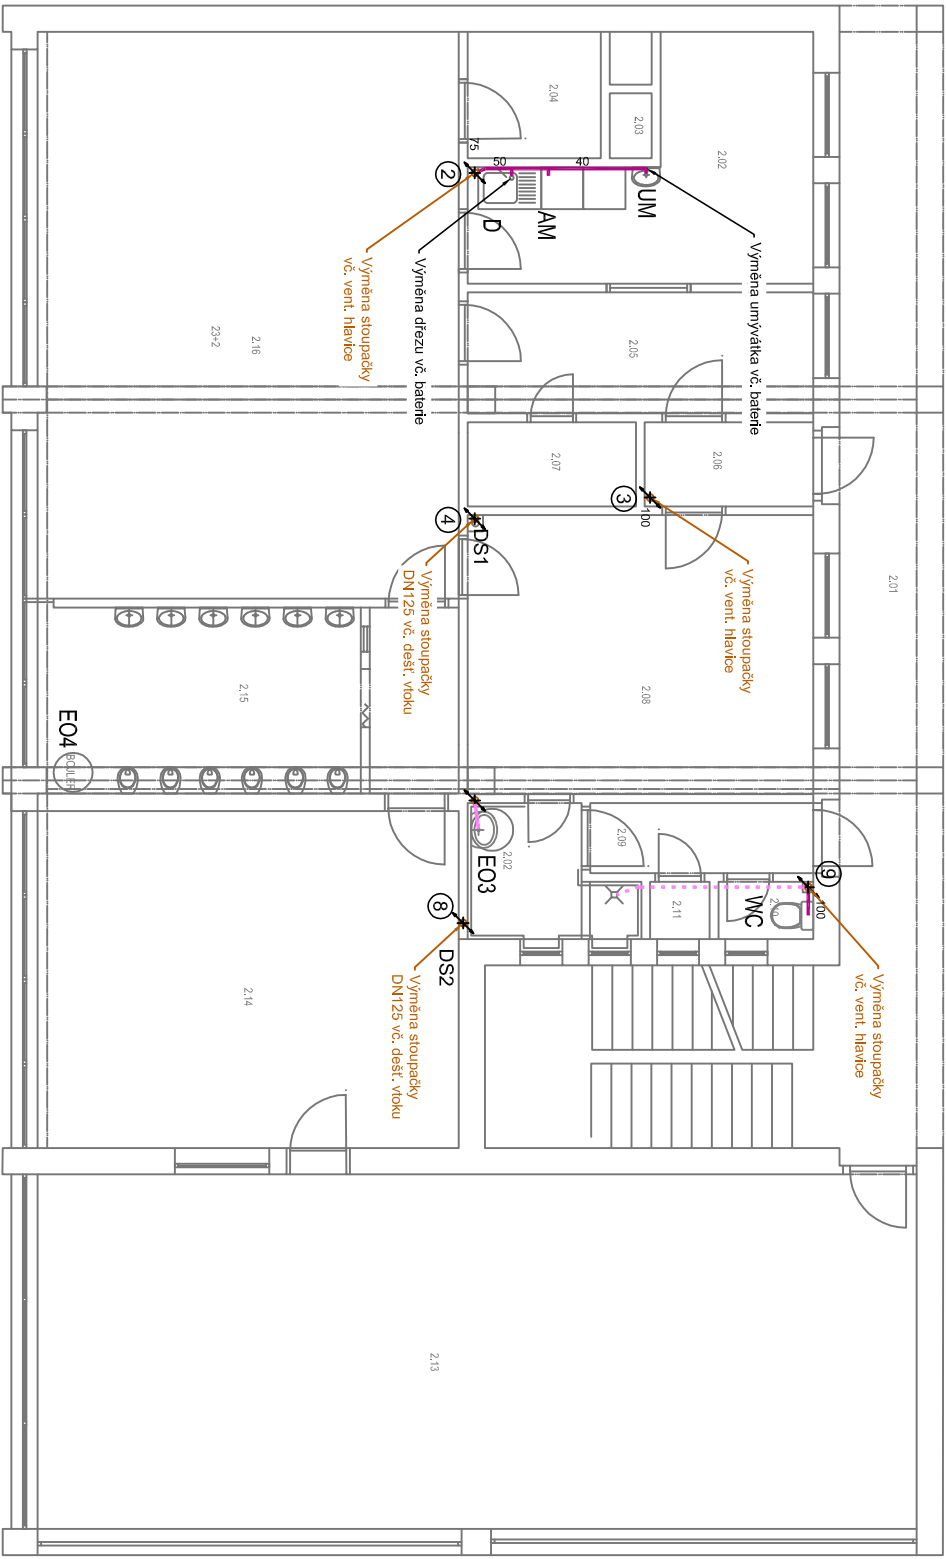 2.01
2.02
2.03
2.04
2.05
2.06
2.07
2.08
2.09
2.11
2.02
2.13
2.14
2.15
2.16
23+2
Výměna umývátka vč. baterie
UM
AM
D
40
50
75
2
Výměna dřezu vč. baterie
Výměna stoupačky
vč. vent. hlavice
3
100
Výměna stoupačky
vč. vent. hlavice
4
DS1
Výměna stoupačky
DN125 vč. dešť. vtoku
EO4
EO3
8
DS2
Výměna stoupačky
DN125 vč. dešť. vtoku
9
100
WC
Výměna stoupačky
vč. vent. hlavice